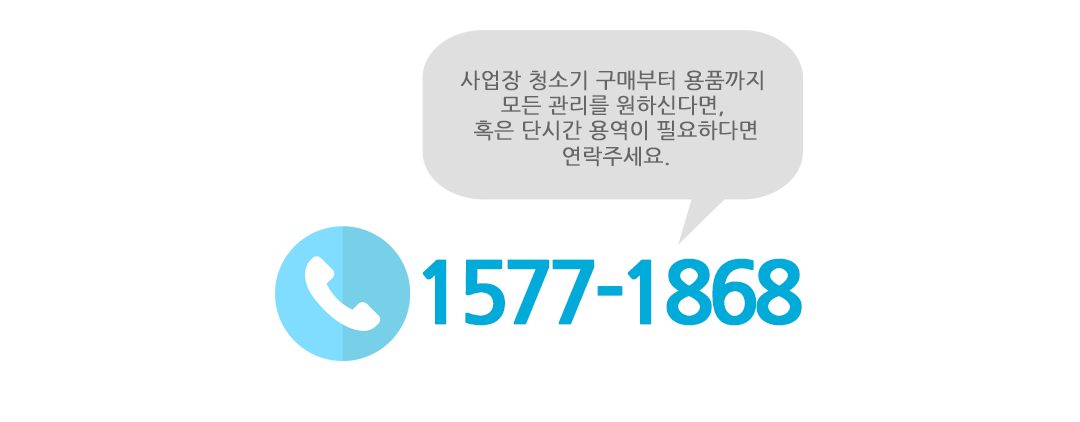 사업장 청소기 구매부터 용품까지
모든 관리를 원하신다면,
혹은 단시간 용역이 필요하다면
연락주세요.
1577-1868